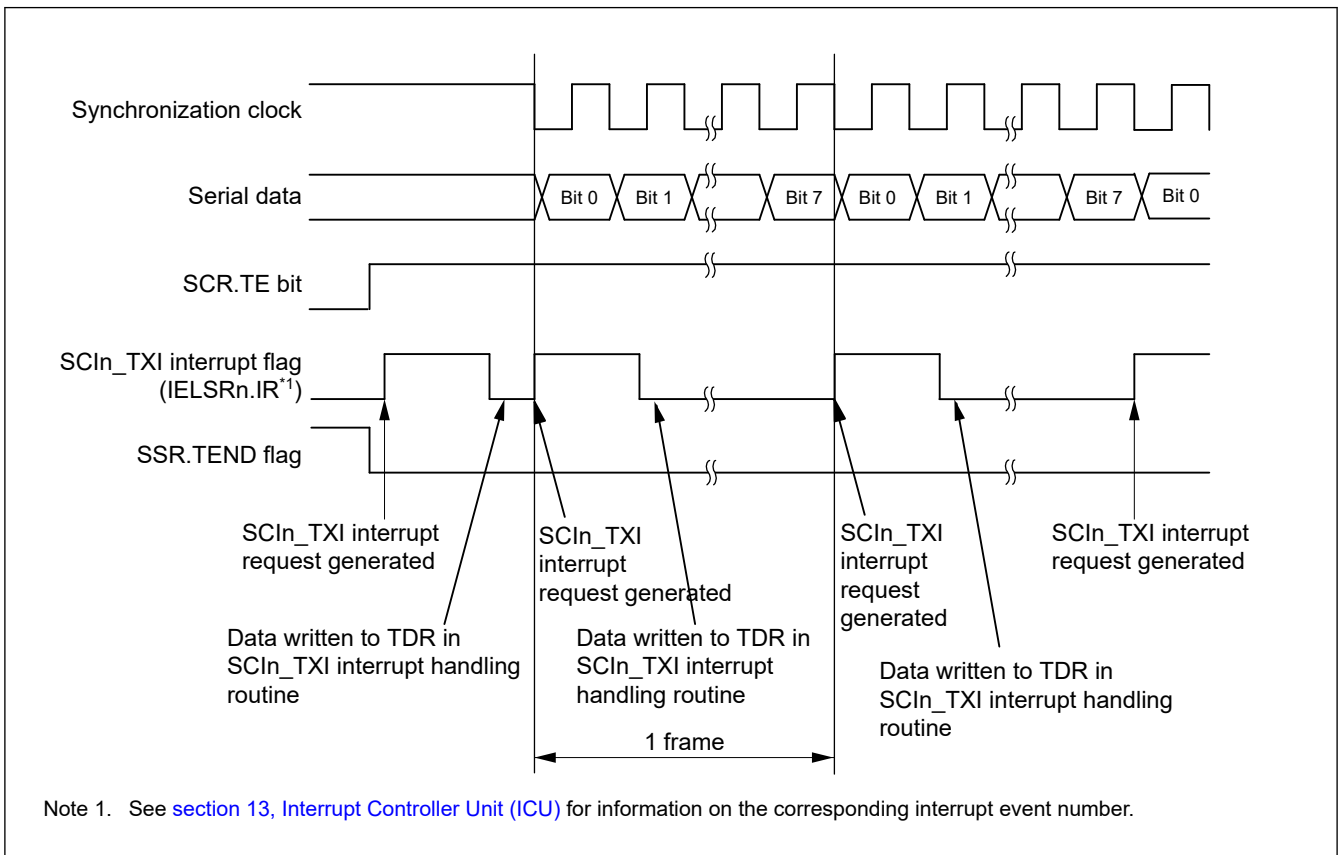 Synchronization clock
Serial data
Bit 0 Bit 1 Bit 7 Bit 0 Bit 1 Bit 7 Bit 0
SCR.TE bit
SCIn_TXI interrupt flag
(IELSRn.IR*1)
SSR.TEND flag
SCIn_TXI interrupt
request generated
SCIn_TXI
interrupt
request generated
SCIn_TXI
interrupt
request
generated
SCIn_TXI interrupt
request generated
Data written to TDR in
SCIn_TXI interrupt handling
routine
Data written to TDR in
SCIn_TXI interrupt
handling routine
Data written to TDR in
SCIn_TXI interrupt handling
routine
1 frame
Note 1. See section 13, Interrupt Controller Unit (ICU) for information on the corresponding interrupt event number.